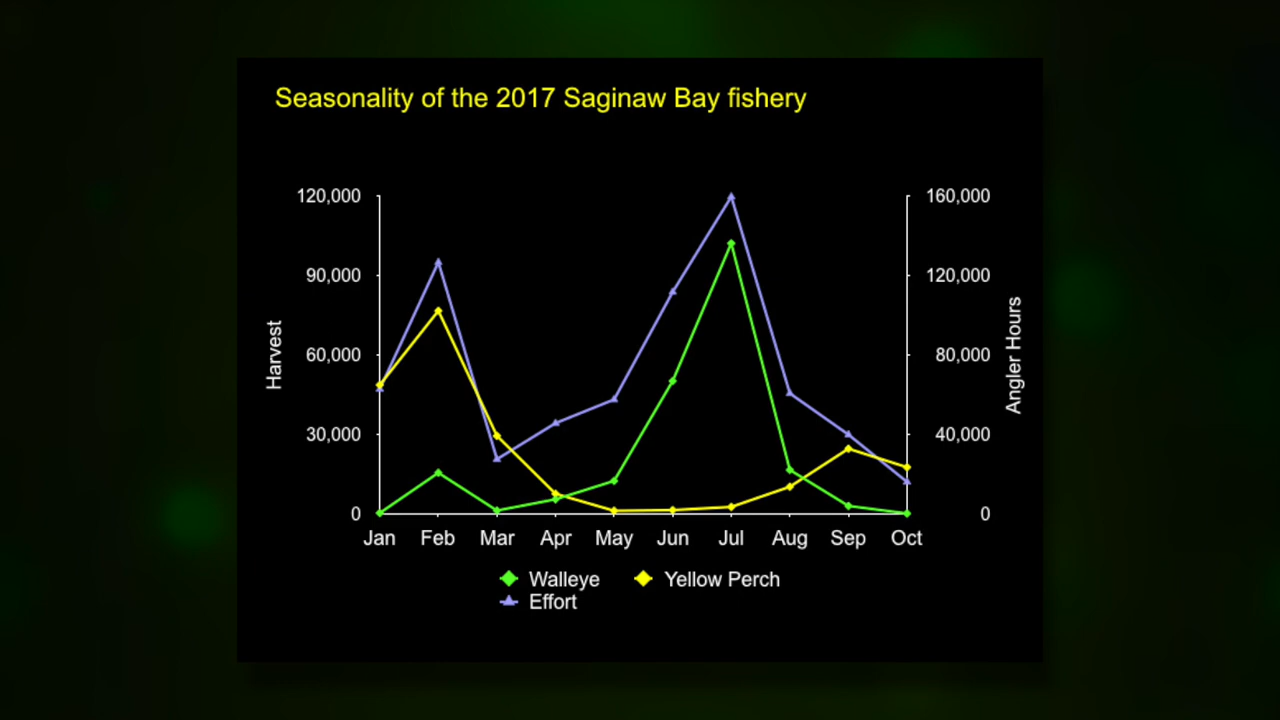 Seasonality of the 2017 Saginaw Bay fishery
120,000
90,000
60,000
30,000
0
Harvest
160,000
120,000
80,000
40,000
0
Angler Hours
Jan Feb Mar Apr May Jun Jul Aug Sep Oct
Walleye Yellow Perch
Effort